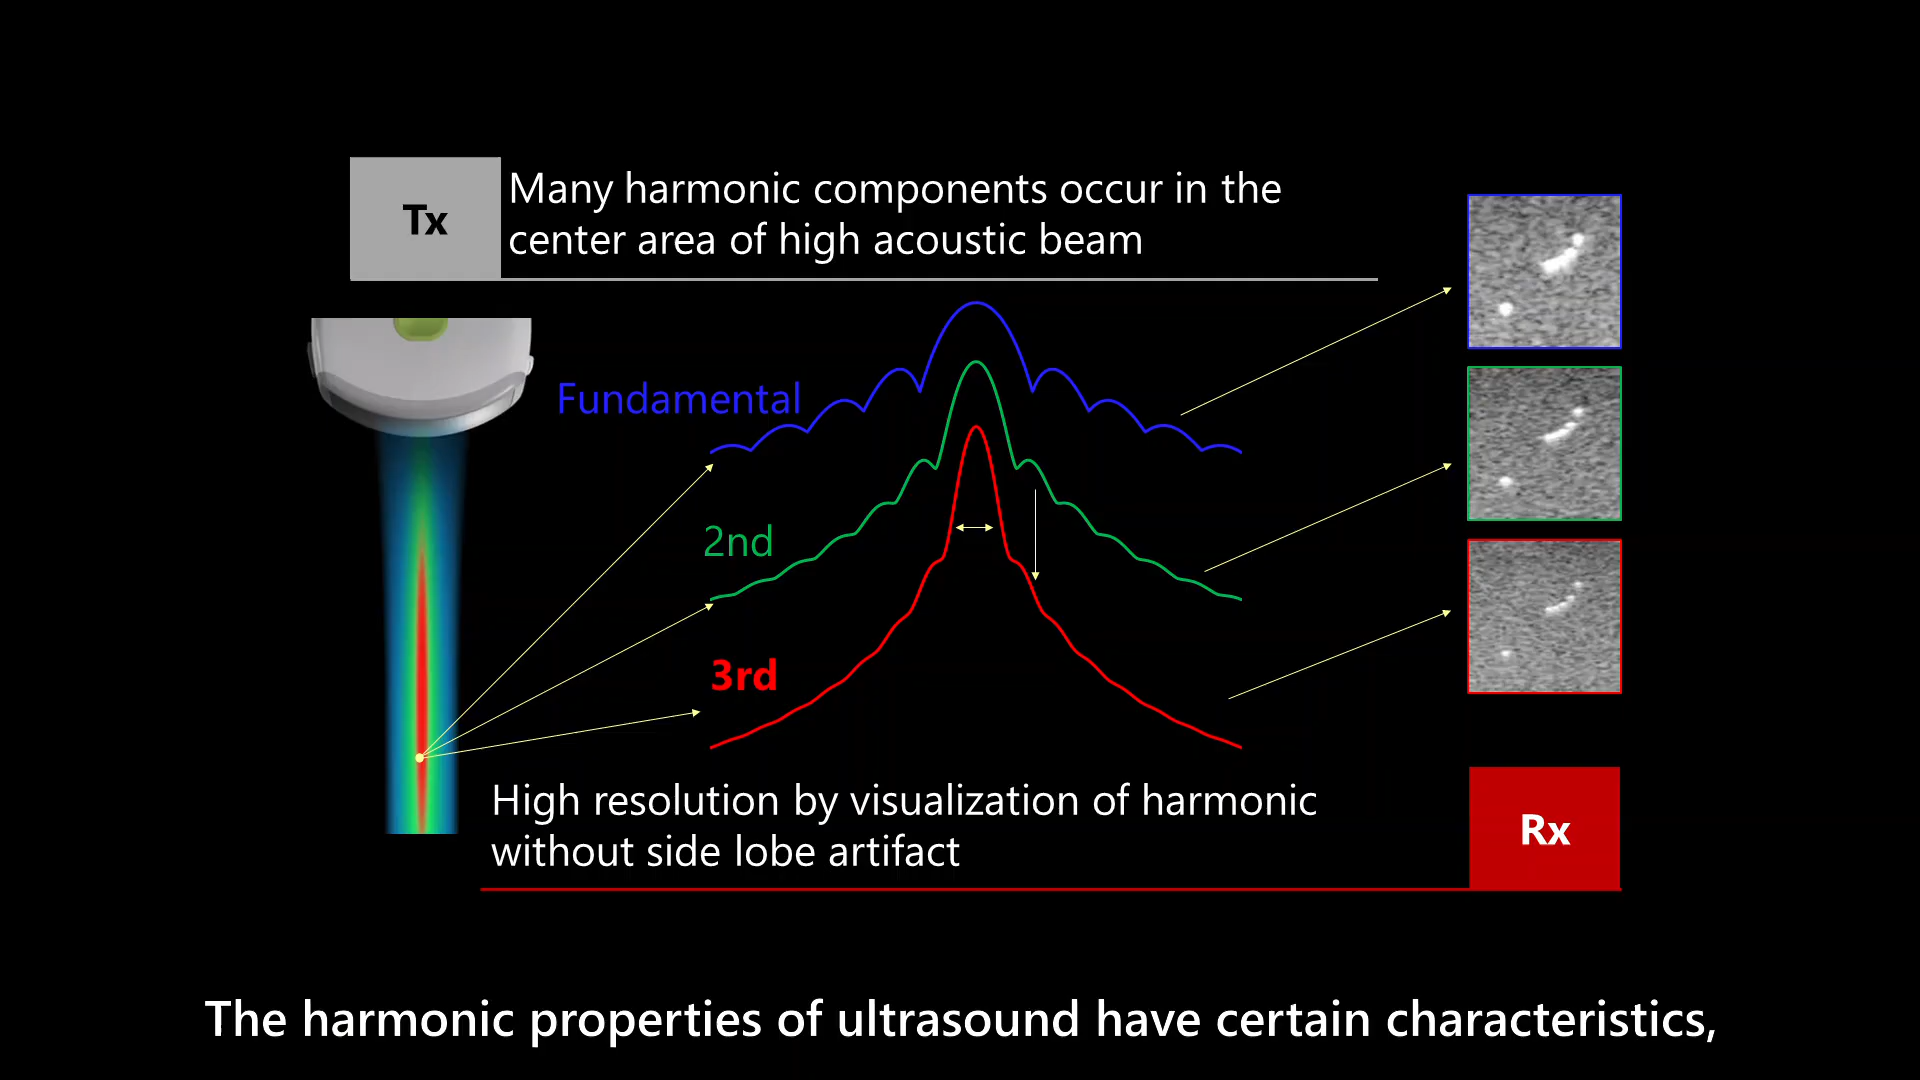 Tx
Many harmonic components occur in the
center area of high acoustic beam
Fundamental
2nd
3rd
High resolution by visualization of harmonic
without side lobe artifact
Rx
The harmonic properties of ultrasound have certain characteristics,